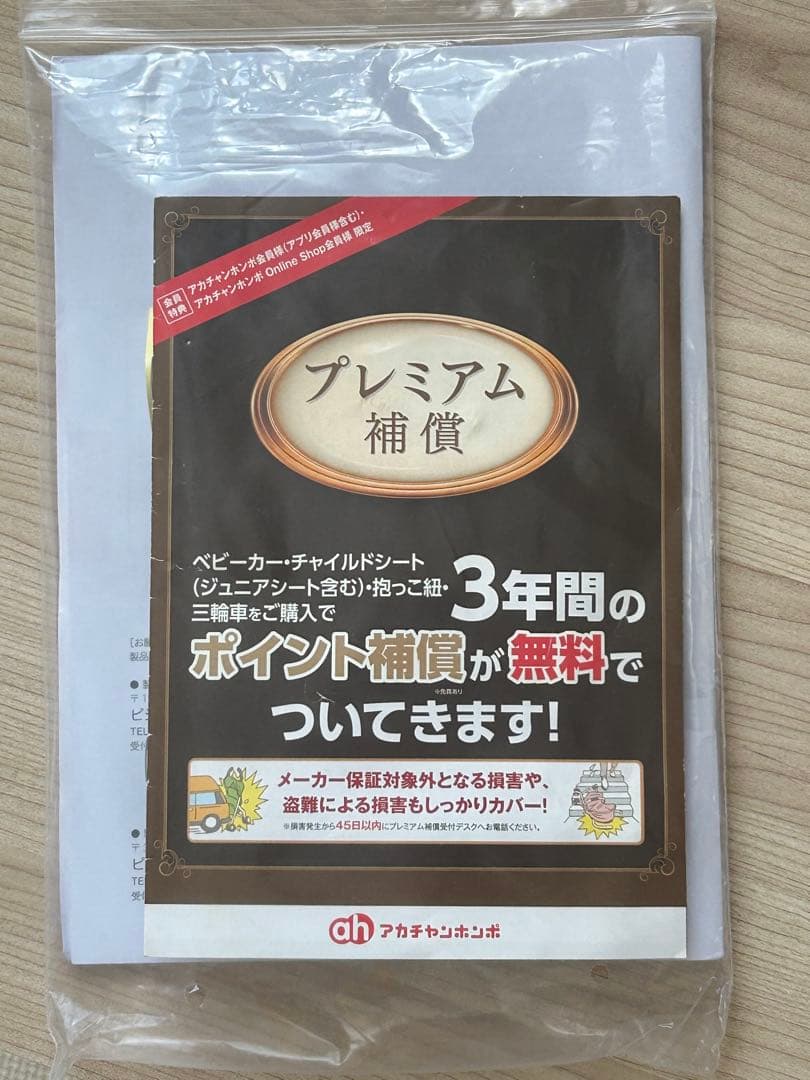 会員
特典
アカチャンホンポ会員様(アプリ会員様含む)・
アカチャンホンポ Online Shop会員様 限定
プレミアム
補償
ベビーカー・チャイルドシート
(ジュニアシート含む)・抱っこ紐・
三輪車をご購入で
3年間の
ポイント補償が無料で
※免責あり
ついてきます!
メーカー保証対象外となる損害や、
盗難による損害もしっかりカバー!
※損害発生から45日以内にプレミアム補償受付デスクへお電話ください。
ah アカチャンホンポ
製品
〒1
TEL
受付
〒
TE
受